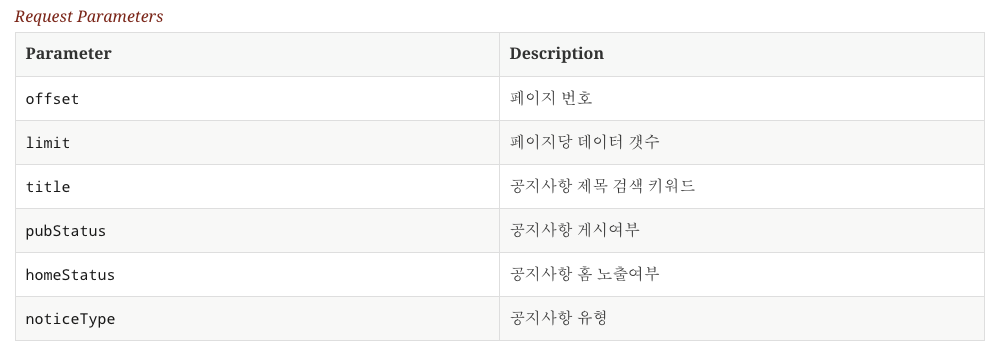 Request Parameters
Parameter Description
offset 페이지 번호
limit 페이지당 데이터 갯수
title 공지사항 제목 검색 키워드
pubStatus 공지사항 게시여부
homeStatus 공지사항 홈 노출여부
noticeType 공지사항 유형